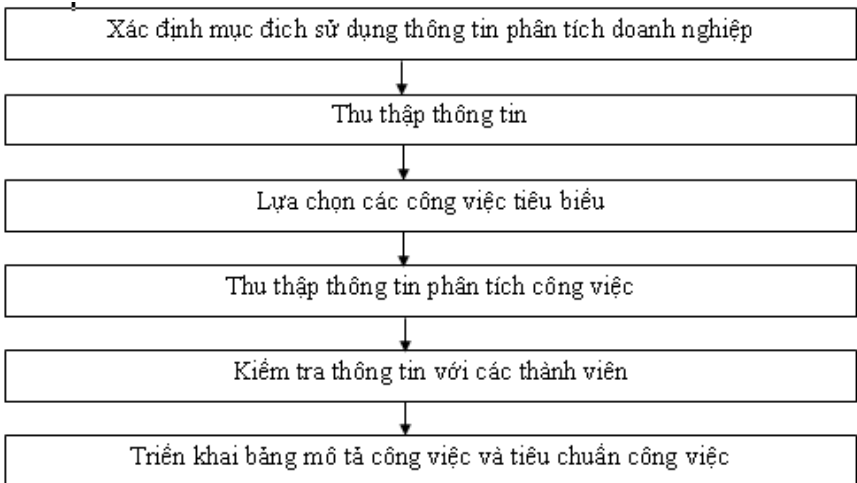 Xác định mục đich sử dụng thông tin phân tích doanh nghiệp
Thu thập thông tin
Lựa chọn các công việc tiêu biểu
Thu thập thông tin phân tích công việc
Kiểm tra thông tin với các thành viên
Triển khai bảng mô tả công việc và tiêu chuẩn công việc